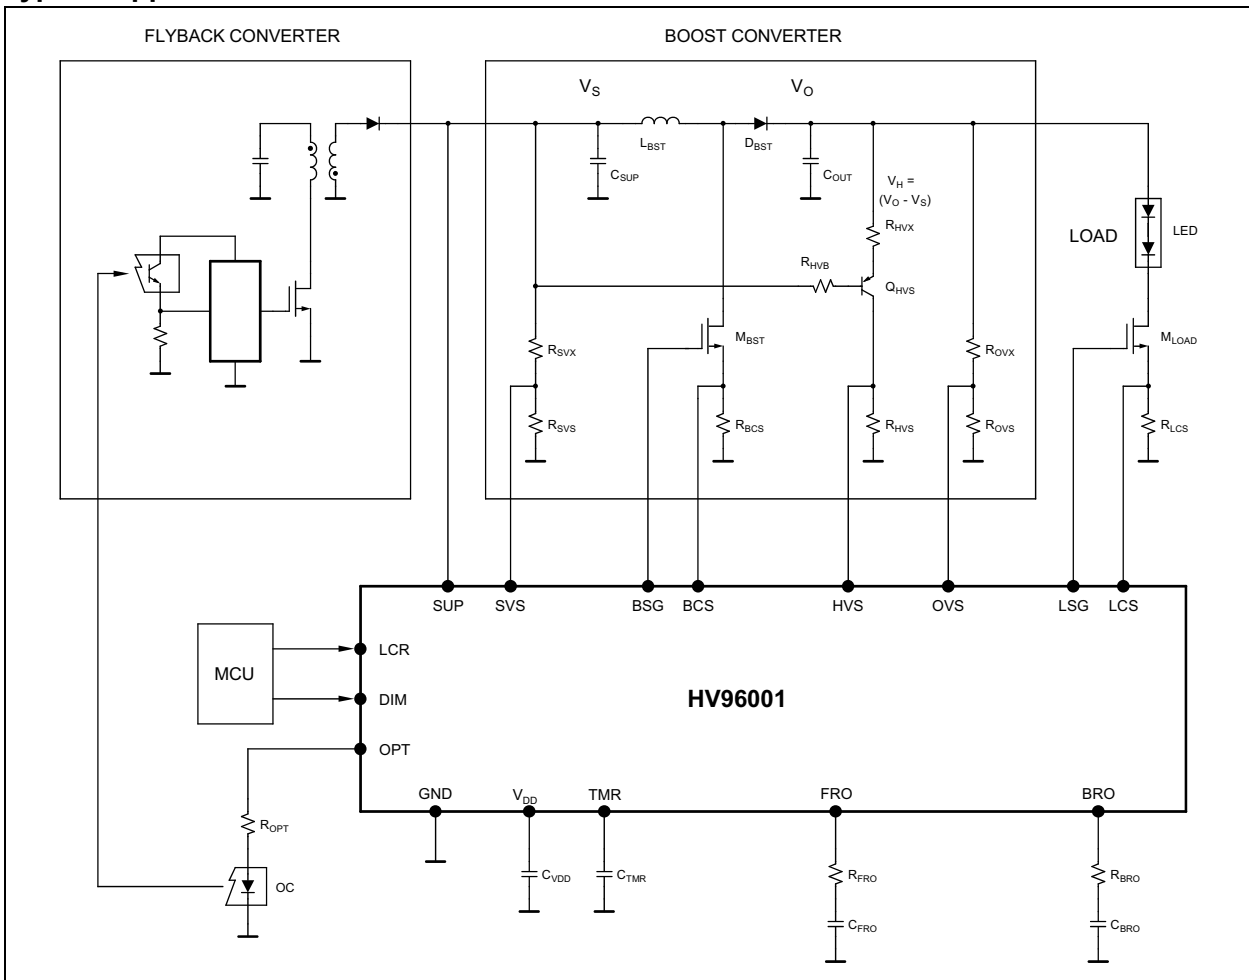 FLYBACK CONVERTER
BOOST CONVERTER
VS
VO
LBST
DBST
CSUP
COUT
VH =
(VO - VS)
RHVX
LOAD
LED
RHVB
QHVS
RSVX
MBST
ROVX
MLOAD
RSVS
RBCS
RHVS
ROVS
RLCS
SUP
SVS
BSG
BCS
HVS
OVS
LSG
LCS
MCU
LCR
DIM
OPT
HV96001
GND
VDD
TMR
FRO
BRO
ROPT
OC
CVDD
CTMR
RFRO
CFRO
RBRO
CBRO